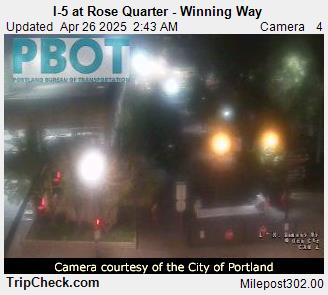 I-5 at Rose Quarter - Winning Way
Updated Apr 26 2025 2:43 AM Camera 4
PBOT
PORTLAND BUREAU OF TRANSPORTATION
Camera courtesy of the City of Portland
TripCheck.com Milepost302.00